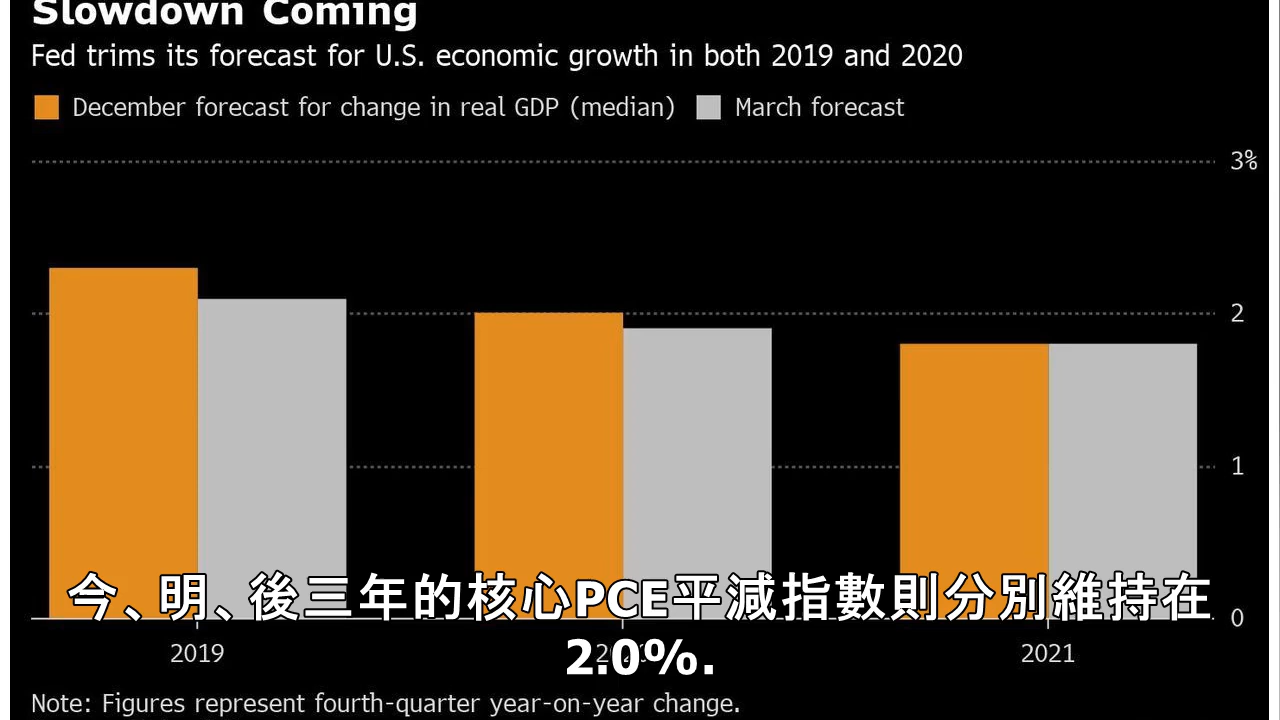 Slowdown Coming
Fed trims its forecast for U.S. economic growth in both 2019 and 2020
December forecast for change in real GDP (median) March forecast
3%
2
1
0
今、明、後三年的核心PCE平減指數則分別維持在
2.0%.
2019 2021
Note: Figures represent fourth-quarter year-on-year change.